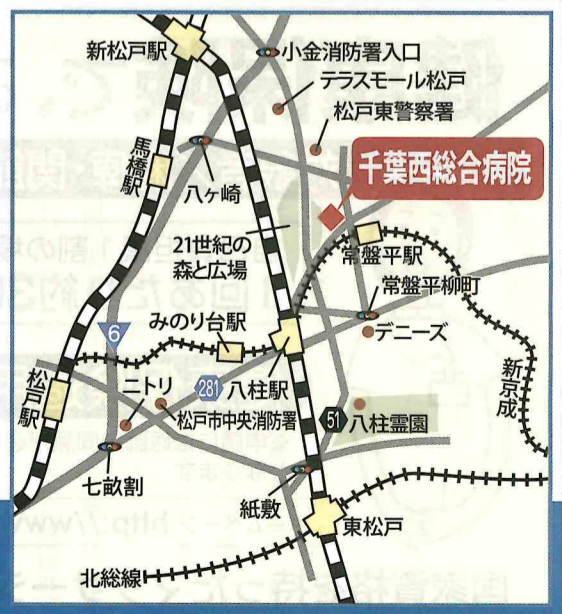 新松戸駅
小金消防署入口
テラスモール松戸
松戸東警察署
馬橋駅
千葉西総合病院
八ヶ崎
21世紀の
森と広場
常盤平駅
常盤平柳町
みのり台駅
6
デニーズ
新京成
松戸駅
ニトリ
281
八柱駅
松戸市中央消防署
51
八柱霊園
七畝割
紙敷
東松戸
北総線